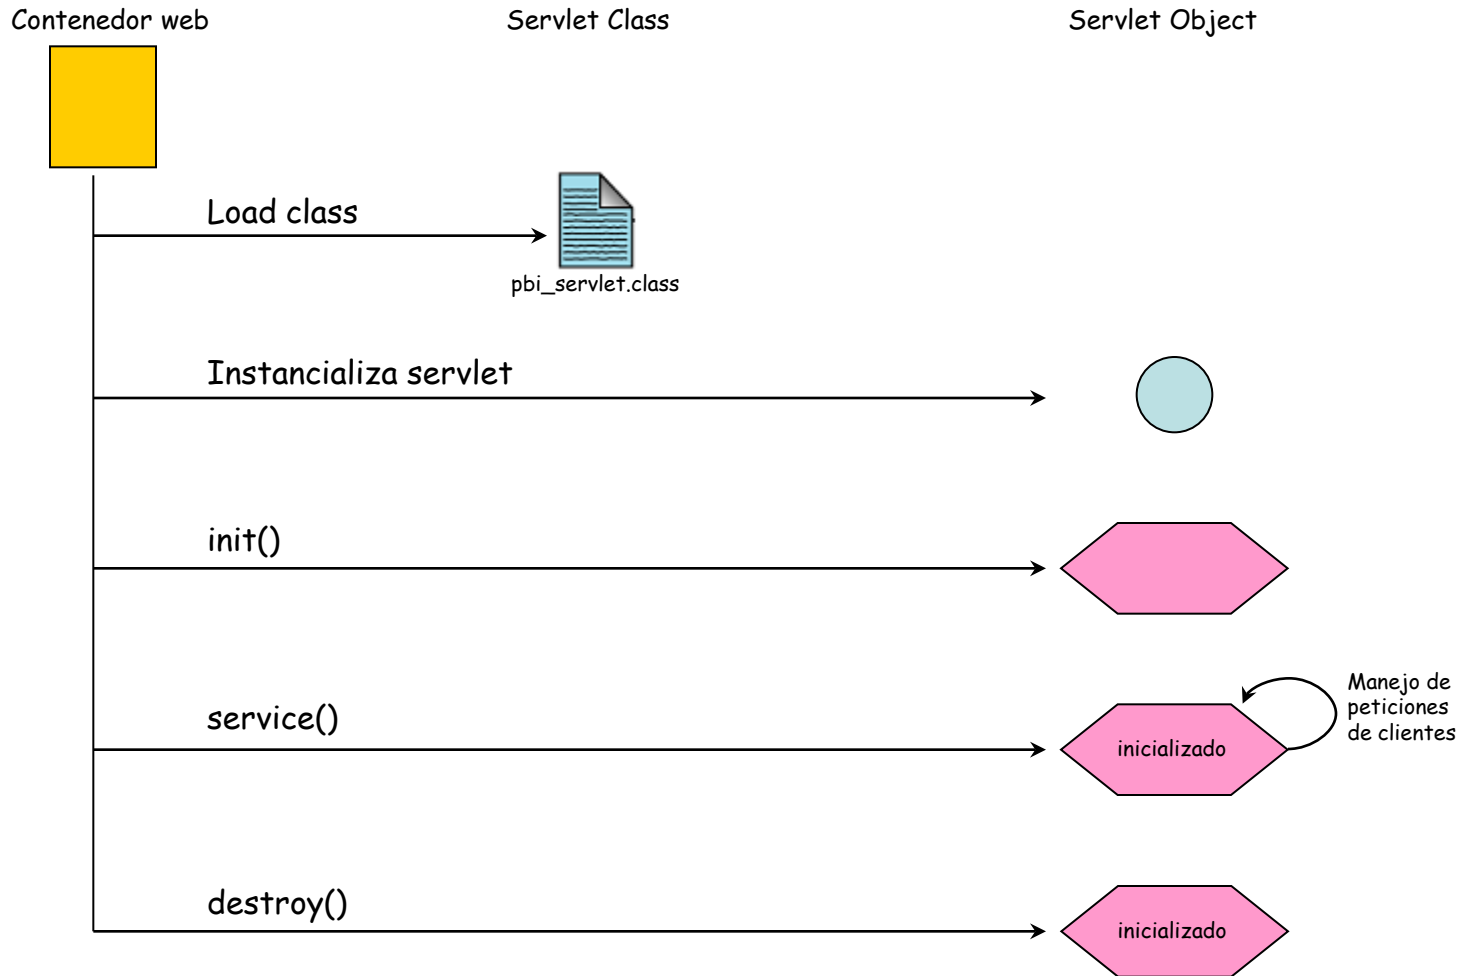 Contenedor web
Servlet Class
Servlet Object
Load class
pbi_servlet.class
Instancializa servlet
init()
service()
inicializado
Manejo de
peticiones
de clientes
destroy()
inicializado